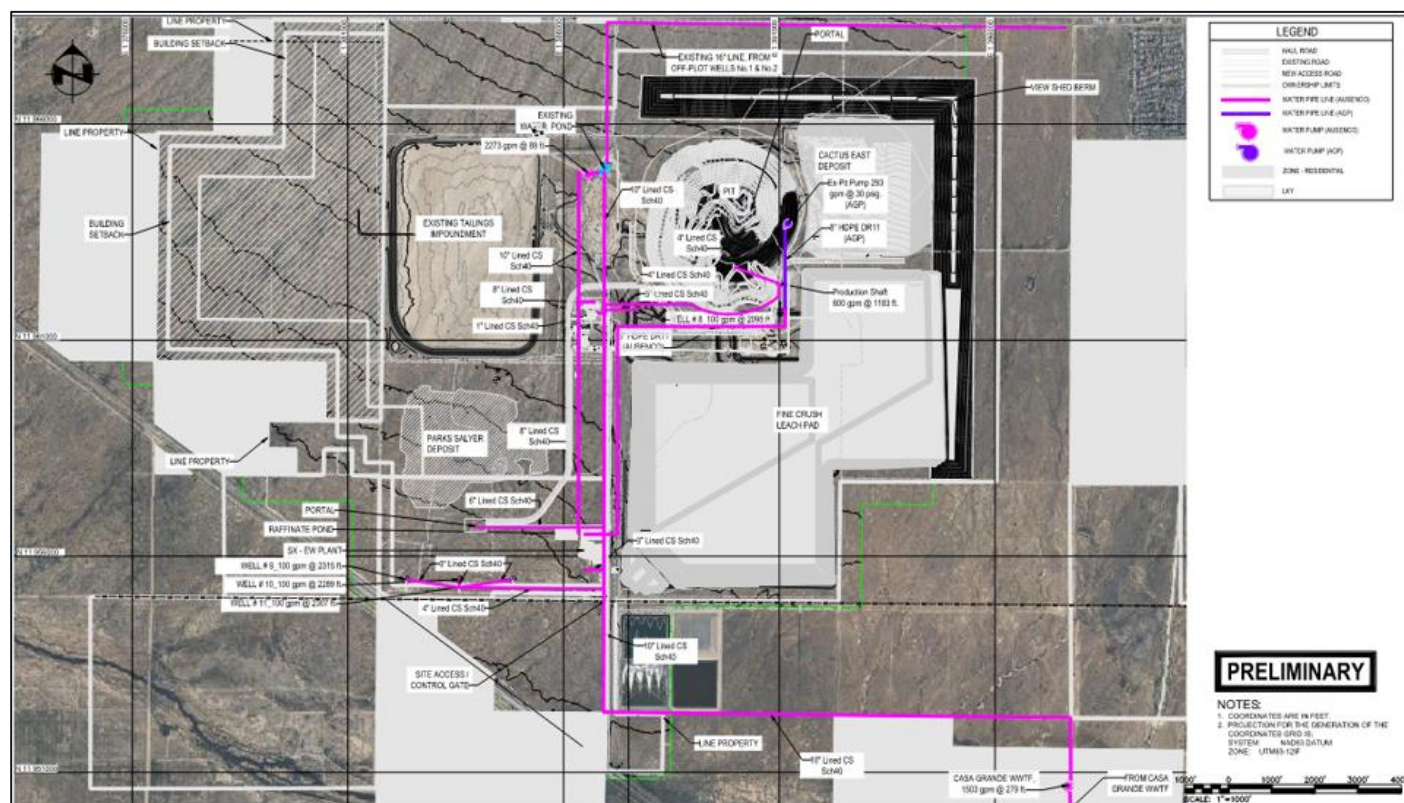 LINE PROPERTY
BUILDING SETBACK
LINE PROPERTY
BUILDING
SETBACK
EXISTING 16" LINE, FROM
OFF-PLOT WELLS No.1 & No.2
PORTAL
VIEW SHED BERM
EXISTING
WATER POND
2273 gpm @ 89 ft
EXISTING TAILINGS
IMPOUNDMENT
10" Lined CS
Sch40
PIT
CACTUS EAST
DEPOSIT
Ex-Pit Pump 293
gpm @ 30 psig.
(AGP)
8" HDPE DR11
(AGP)
4" Lined CS
Sch40
10" Lined CS
Sch40
8" Lined CS
Sch40
4" Lined CS Sch40
Lined CS Sch40
1" Lined CS Sch40
Production Shaft
600 gpm @ 1183 ft.
WELL # 8_100 gpm @ 2095 ft
HDPE DR11
(AUSENCO)
FINE CRUSH
LEACH PAD
PARKS SALYER
DEPOSIT
8" Lined CS
Sch40
LINE PROPERTY
6" Lined CS Sch40
PORTAL
RAFFINATE POND
SX - EW PLANT
WELL # 9_100 gpm @ 2315 ft
WELL # 10_100 gpm @ 2289 ft
WELL # 11_100 gpm @ 2307 ft
Lined CS Sch40
Lined CS Sch40
4" Lined CS Sch40
10" Lined CS
Sch40
SITE ACCESS /
CONTROL GATE
LINE PROPERTY
10" Lined CS
Sch40
CASA GRANDE WWTF,
1503 gpm @ 279 ft
FROM CASA
GRANDE WWTF
LEGEND
HAUL ROAD
EXISTING ROAD
NEW ACCESS ROAD
OWNERSHIP LIMITS
WATER PIPE LINE (AUSENCO)
WATER PIPE LINE (AGP)
WATER PUMP (AUSENCO)
WATER PUMP (AGP)
ZONE - RESIDENTIAL
LKY
PRELIMINARY
NOTES:
1. COORDINATES ARE IN FEET.
2. PROJECTION FOR THE GENERATION OF THE
COORDINATES GRID IS:
SYSTEM: NAD83 DATUM
ZONE: UTM83-12IF
1000' 0 1000' 2000' 3000'
SCALE: 1"=1000'